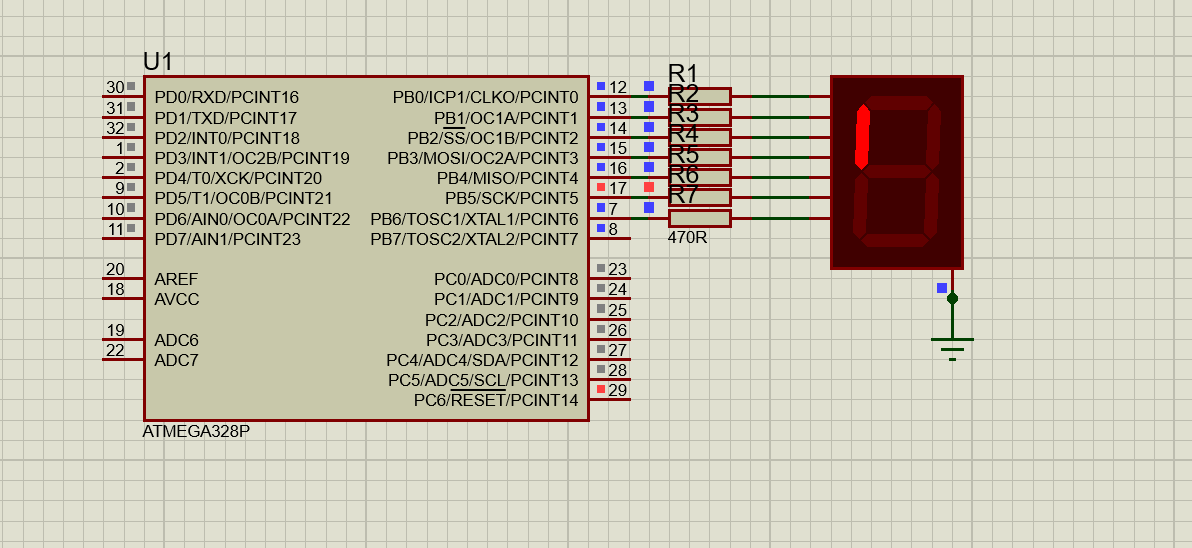 U1
30 PD0/RXD/PCINT16 PB0/ICP1/CLKO/PCINT0 12
31 PD1/TXD/PCINT17 PB1/OC1A/PCINT1 13
32 PD2/INT0/PCINT18 PB2/SS/OC1B/PCINT2 14
1 PD3/INT1/OC2B/PCINT19 PB3/MOSI/OC2A/PCINT3 15
2 PD4/T0/XCK/PCINT20 PB4/MISO/PCINT4 16
9 PD5/T1/OC0B/PCINT21 PB5/SCK/PCINT5 17
10 PD6/AIN0/OC0A/PCINT22 PB6/TOSC1/XTAL1/PCINT6 7
11 PD7/AIN1/PCINT23 PB7/TOSC2/XTAL2/PCINT7 8
20 AREF PC0/ADC0/PCINT8 23
18 AVCC PC1/ADC1/PCINT9 24
PC2/ADC2/PCINT10 25
19 ADC6 PC3/ADC3/PCINT11 26
22 ADC7 PC4/ADC4/SDA/PCINT12 27
PC5/ADC5/SCL/PCINT13 28
PC6/RESET/PCINT14 29
ATMEGA328P
R1
R2
R3
R4
R5
R6
R7
470R